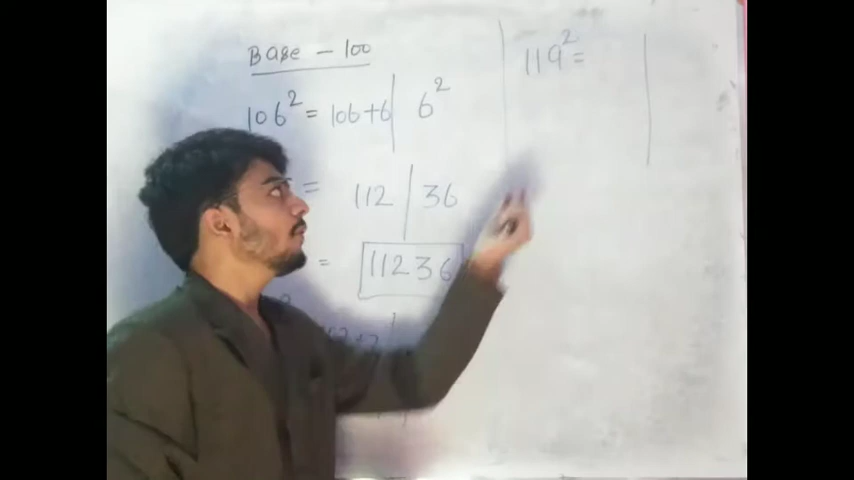 Base - 100
106² = 106+6 | 6²
= 112 | 36
= 11236
119² =